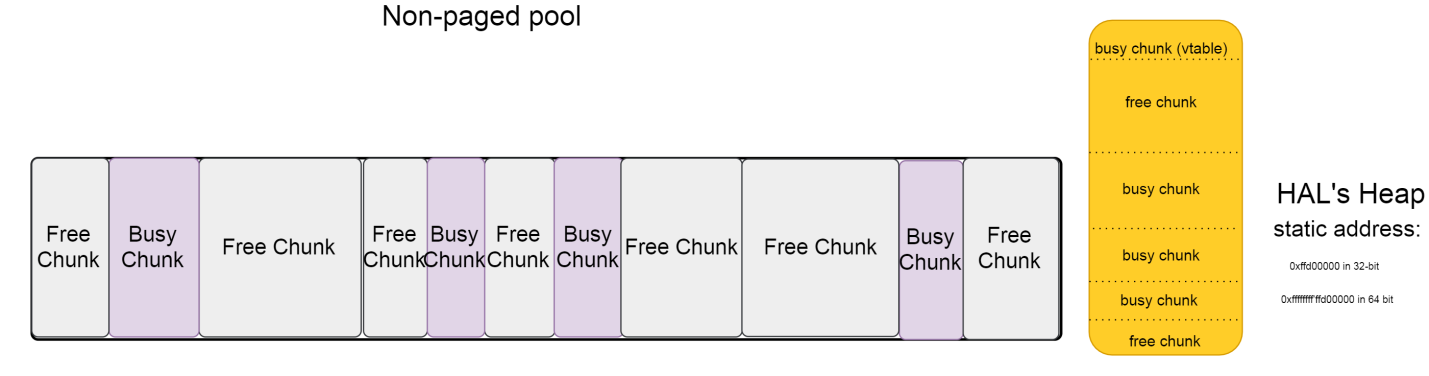 Non-paged pool
Free
Chunk
Busy
Chunk
Free Chunk
Free
Chunk
Busy
Chunk
Free
Chunk
Busy
Chunk
Free Chunk
Free Chunk
Busy
Chunk
Free
Chunk
busy chunk (vtable)
free chunk
busy chunk
busy chunk
busy chunk
free chunk
HAL's Heap
static address:
0xffd00000 in 32-bit
0xffffffff'ffd00000 in 64 bit